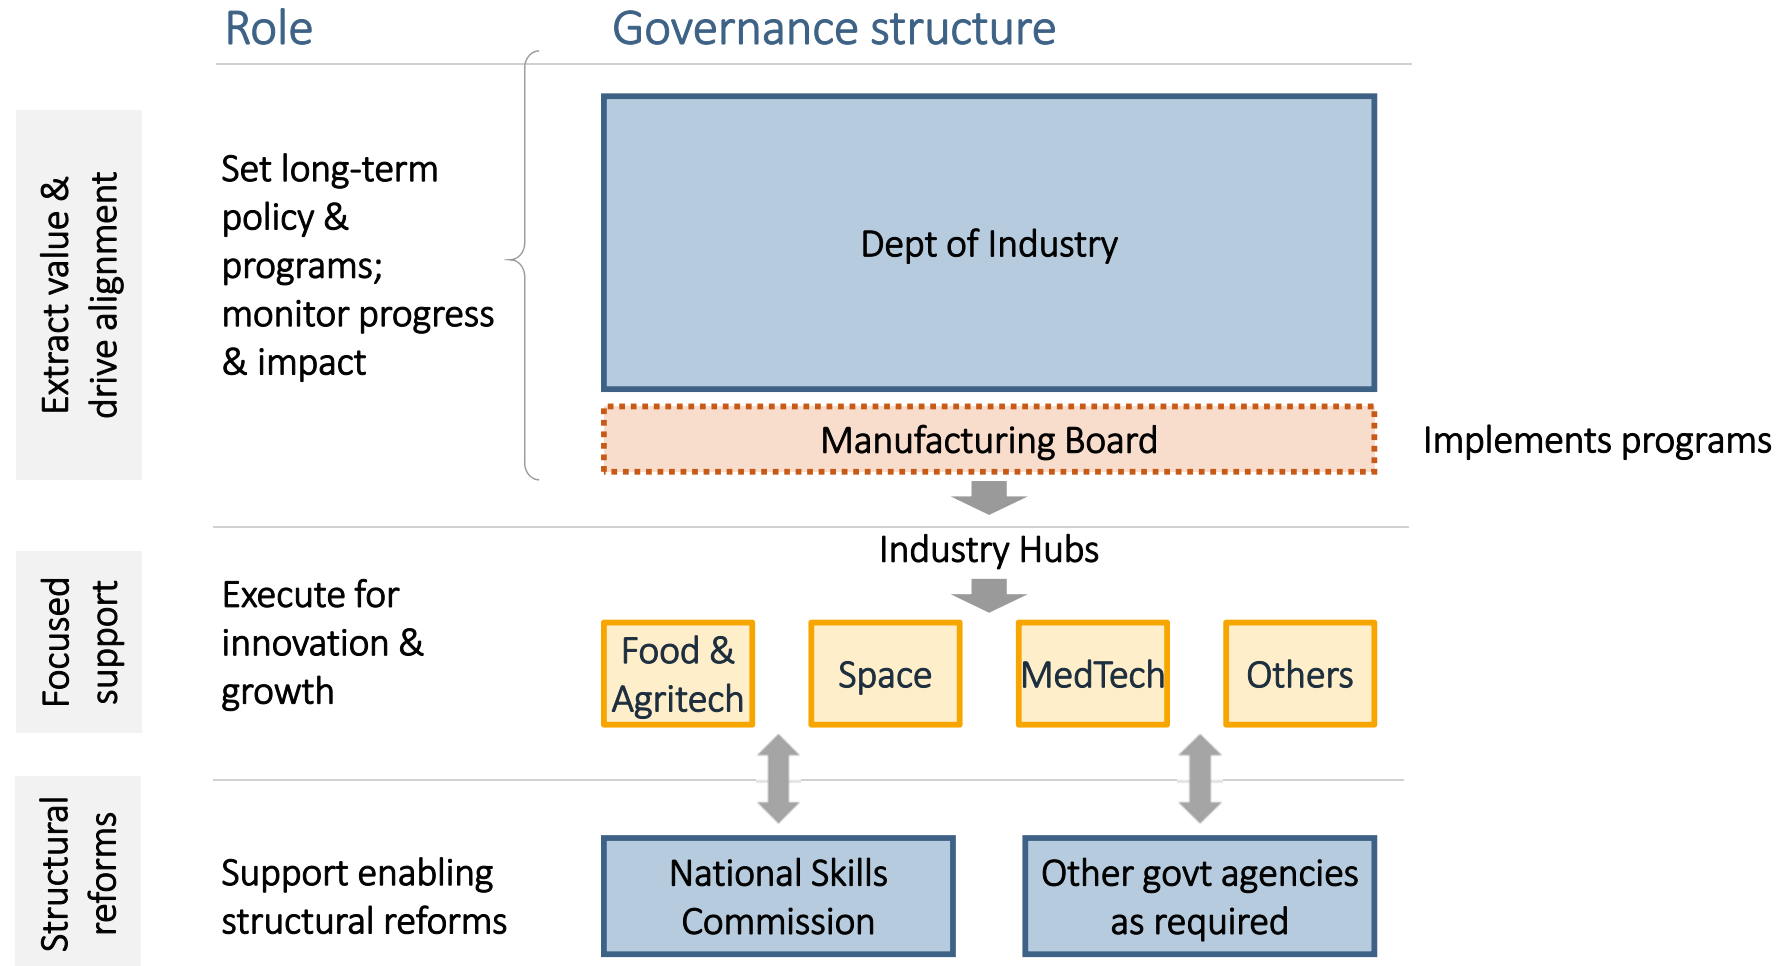 Role
Governance structure
Extract value &
drive alignment
Set long-term
policy &
programs;
monitor progress
& impact
Dept of Industry
Manufacturing Board
Implements programs
Industry Hubs
Focused
support
Execute for
innovation &
growth
Food &
Agritech
Space
MedTech
Others
Structural
reforms
Support enabling
structural reforms
National Skills
Commission
Other govt agencies
as required